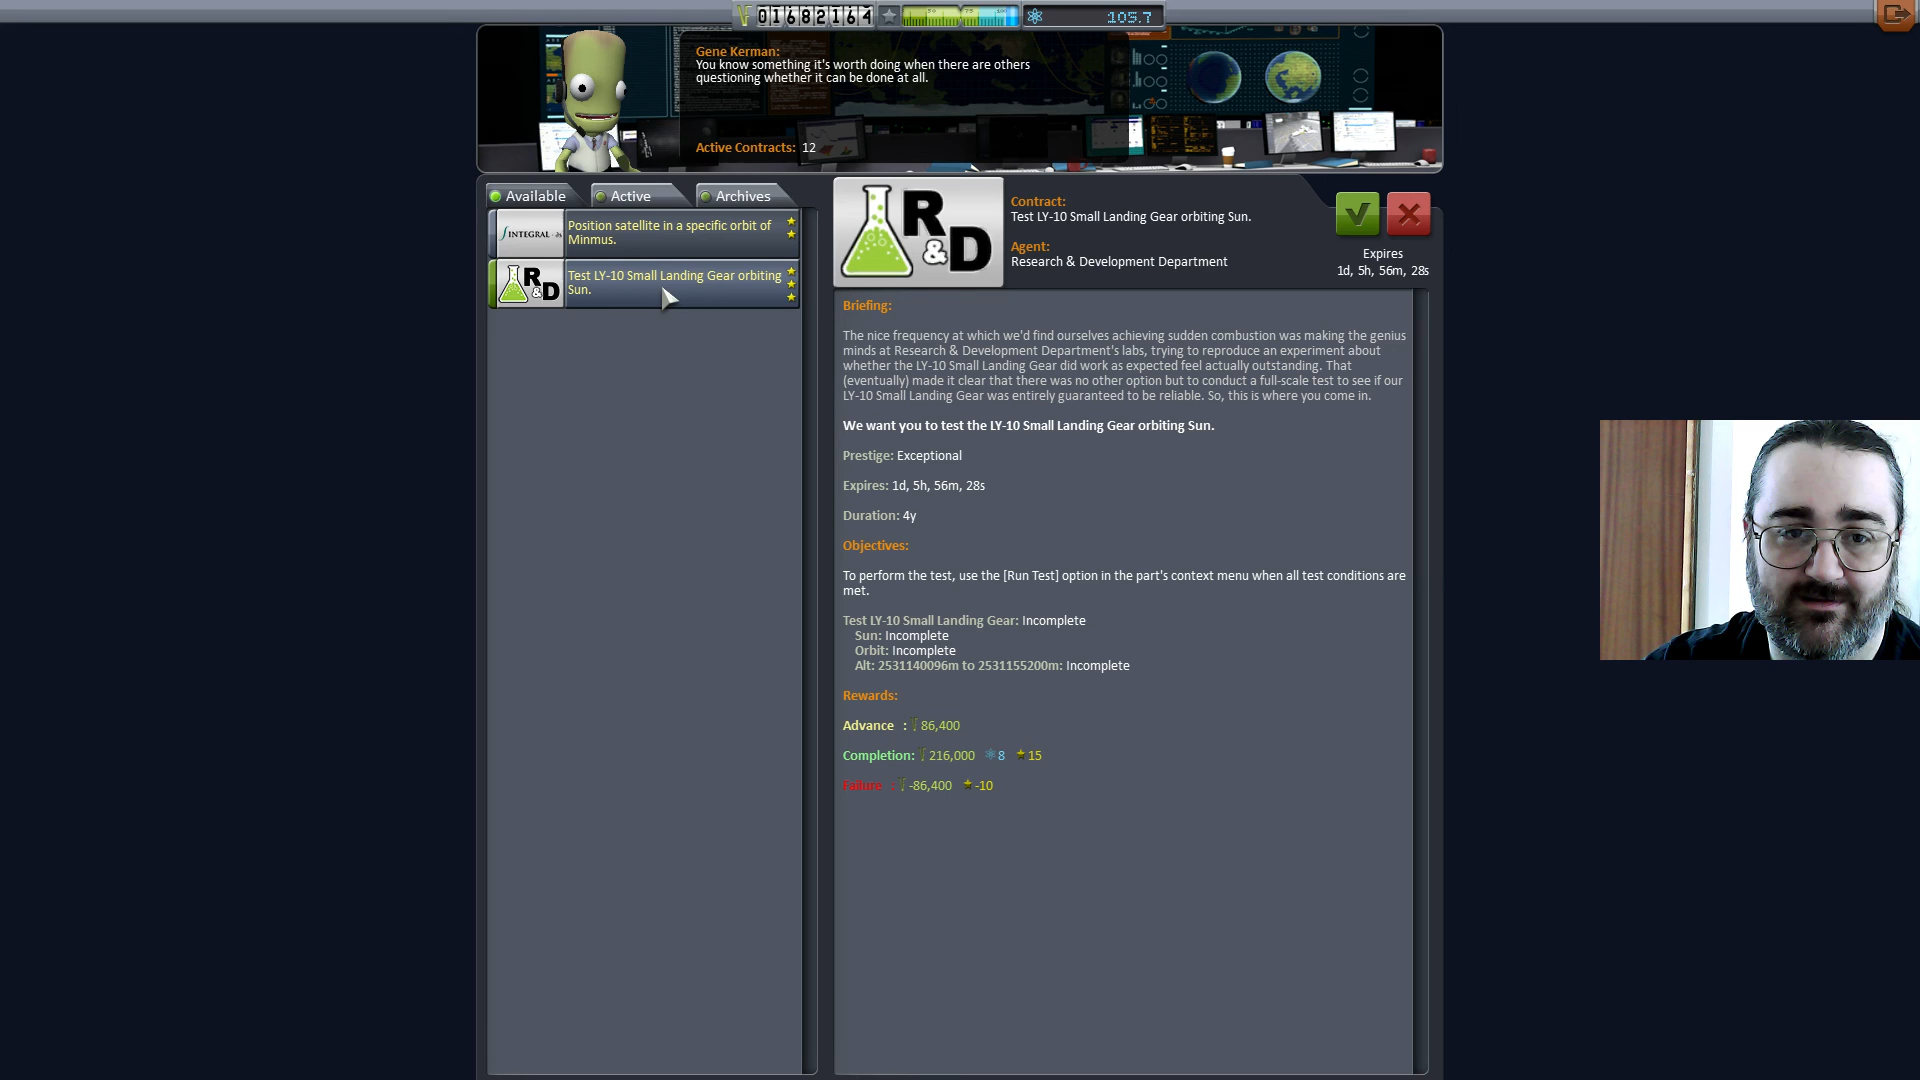 01682164
50 75 100
105.7
Gene Kerman:
You know something it's worth doing when there are others
questioning whether it can be done at all.
Active Contracts: 12
Available
Active
Archives
INTEGRAL
Position satellite in a specific orbit of
Minmus.
R&D
Test LY-10 Small Landing Gear orbiting
Sun.
R&D
Contract:
Test LY-10 Small Landing Gear orbiting Sun.
Agent:
Research & Development Department
Expires
1d, 5h, 56m, 28s
Briefing:
The nice frequency at which we'd find ourselves achieving sudden combustion was making the genius
minds at Research & Development Department's labs, trying to reproduce an experiment about
whether the LY-10 Small Landing Gear did work as expected feel actually outstanding. That
(eventually) made it clear that there was no other option but to conduct a full-scale test to see if our
LY-10 Small Landing Gear was entirely guaranteed to be reliable. So, this is where you come in.
We want you to test the LY-10 Small Landing Gear orbiting Sun.
Prestige: Exceptional
Expires: 1d, 5h, 56m, 28s
Duration: 4y
Objectives:
To perform the test, use the [Run Test] option in the part's context menu when all test conditions are
met.
Test LY-10 Small Landing Gear: Incomplete
Sun: Incomplete
Orbit: Incomplete
Alt: 2531140096m to 2531155200m: Incomplete
Rewards:
Advance : 86,400
Completion: 216,000 8 15
Failure : -86,400 -10